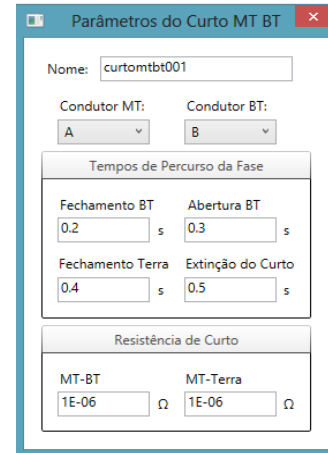 Parâmetros do Curto MT BT
Nome: curtomtbt001
Condutor MT: Condutor BT:
A B
Tempos de Percurso da Fase
Fechamento BT Abertura BT
0.2 s 0.3 s
Fechamento Terra Extinção do Curto
0.4 s 0.5 s
Resistência de Curto
MT-BT MT-Terra
1E-06 Ω 1E-06 Ω